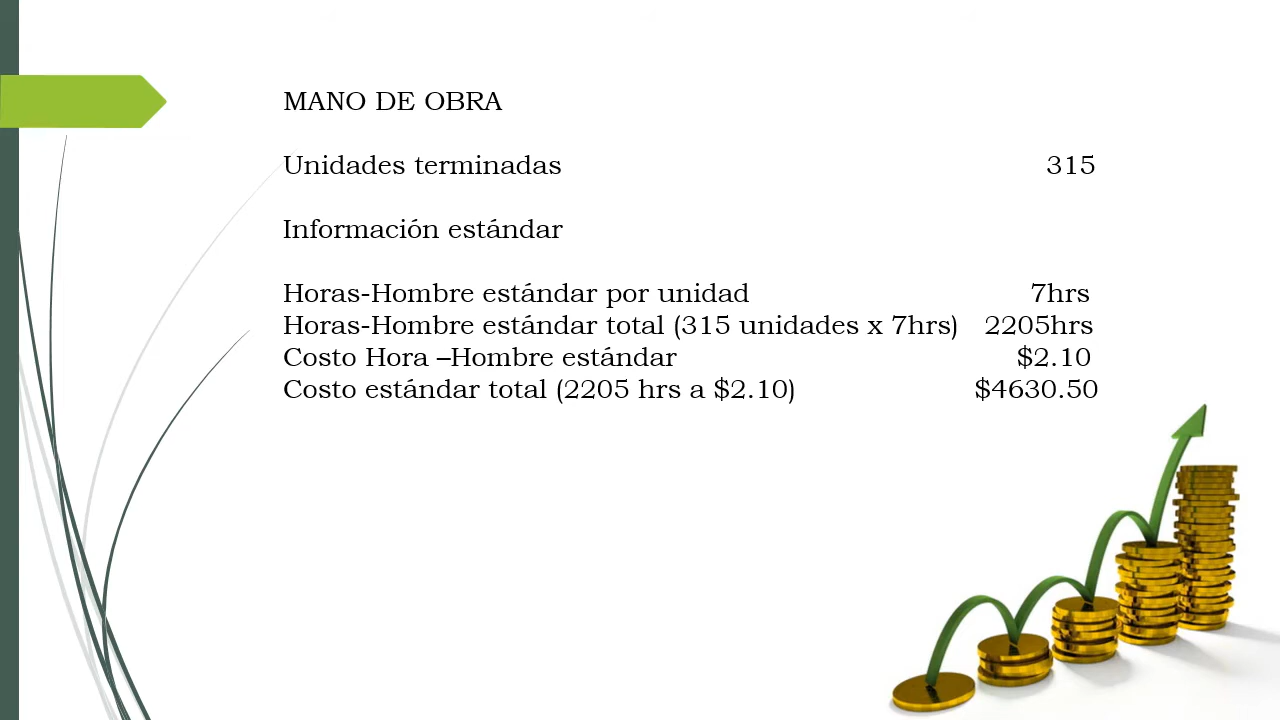 MANO DE OBRA
Unidades terminadas 315
Información estándar
Horas-Hombre estándar por unidad 7hrs
Horas-Hombre estándar total (315 unidades x 7hrs) 2205hrs
Costo Hora –Hombre estándar $2.10
Costo estándar total (2205 hrs a $2.10) $4630.50